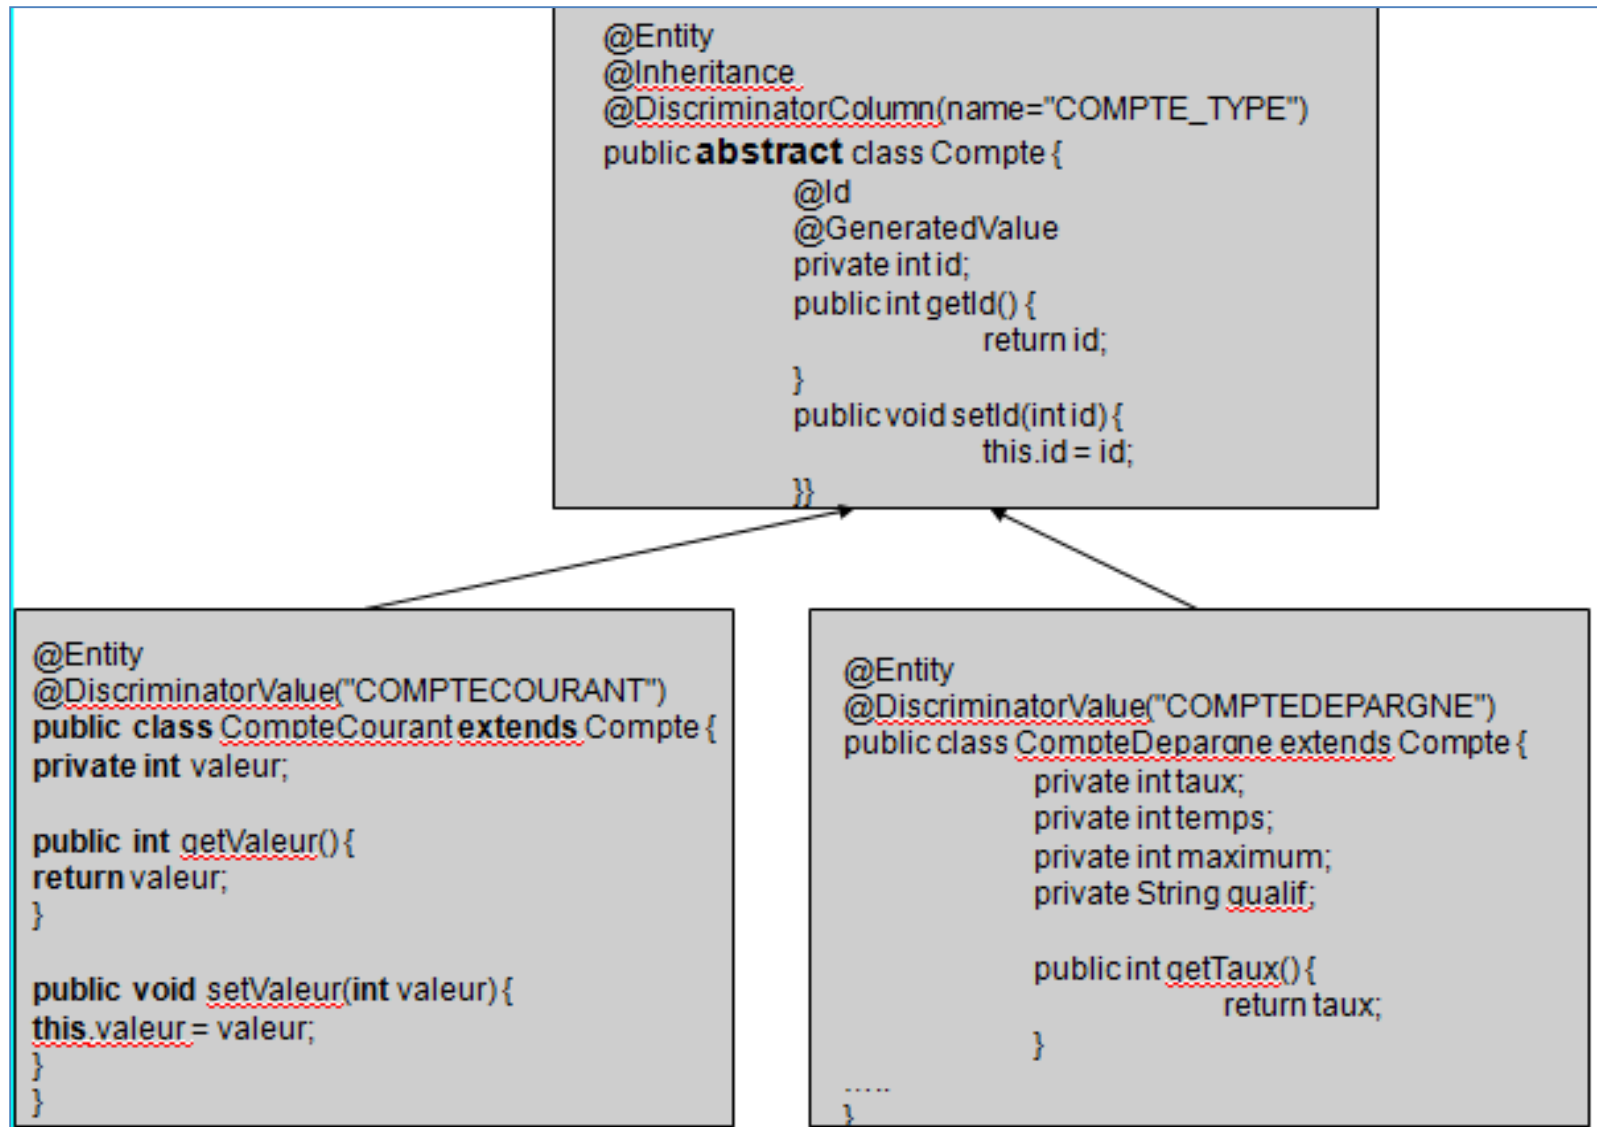 @Entity
@Inheritance
@DiscriminatorColumn(name="COMPTE_TYPE")
public abstract class Compte {
@Id
@GeneratedValue
private int id;
public int getId() {
return id;
}
public void setId(int id) {
this.id = id;
}}
@Entity
@DiscriminatorValue("COMPTECOURANT")
public class CompteCourant extends Compte {
private int valeur;
public int getValeur() {
return valeur;
}
public void setValeur(int valeur) {
this.valeur = valeur;
}
}
@Entity
@DiscriminatorValue("COMPTEDEPARGNE")
public class CompteDepargne extends Compte {
private int taux;
private int temps;
private int maximum;
private String qualif;
public int getTaux() {
return taux;
}
.....
}